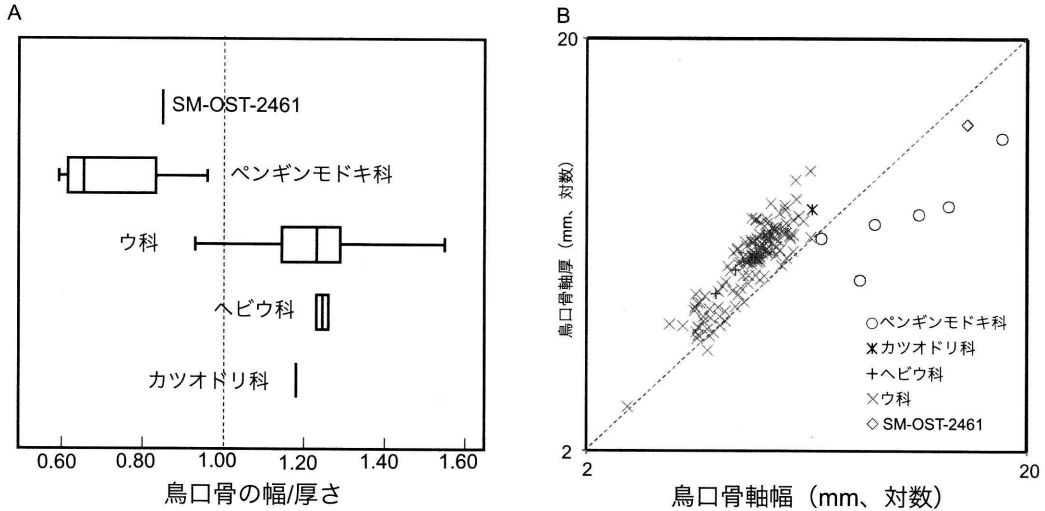 A
SM-OST-2461
ペンギンモドキ科
ウ科
ヘビウ科
カツオドリ科
0.60 0.80 1.00 1.20 1.40 1.60
烏口骨の幅/厚さ
B
20
烏口骨軸厚(mm、対数)
ペンギンモドキ科
カツオドリ科
ヘビウ科
ウ科
SM-OST-2461
2
2 20
烏口骨軸幅(mm、対数)